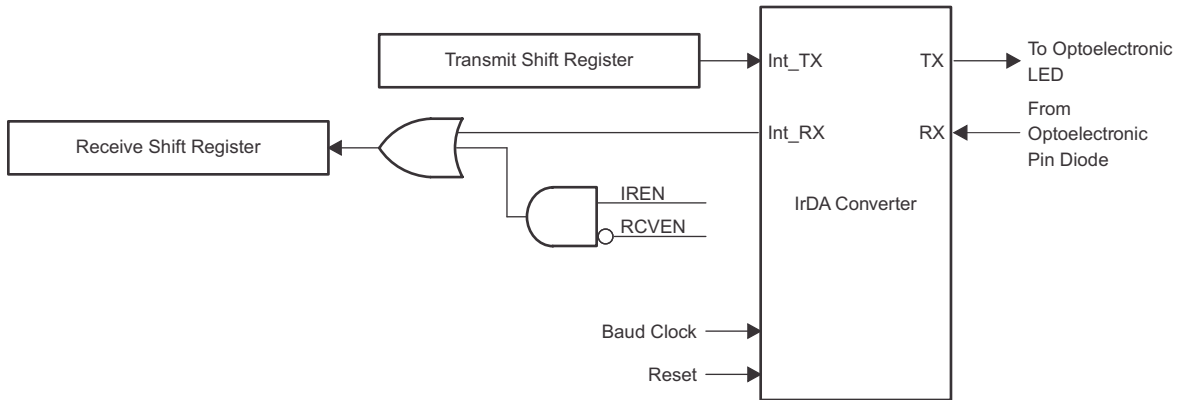 Transmit Shift Register
Int_TX
TX
To Optoelectronic
LED
Receive Shift Register
Int_RX
RX
From
Optoelectronic
Pin Diode
IREN
RCVEN
IrDA Converter
Baud Clock
Reset